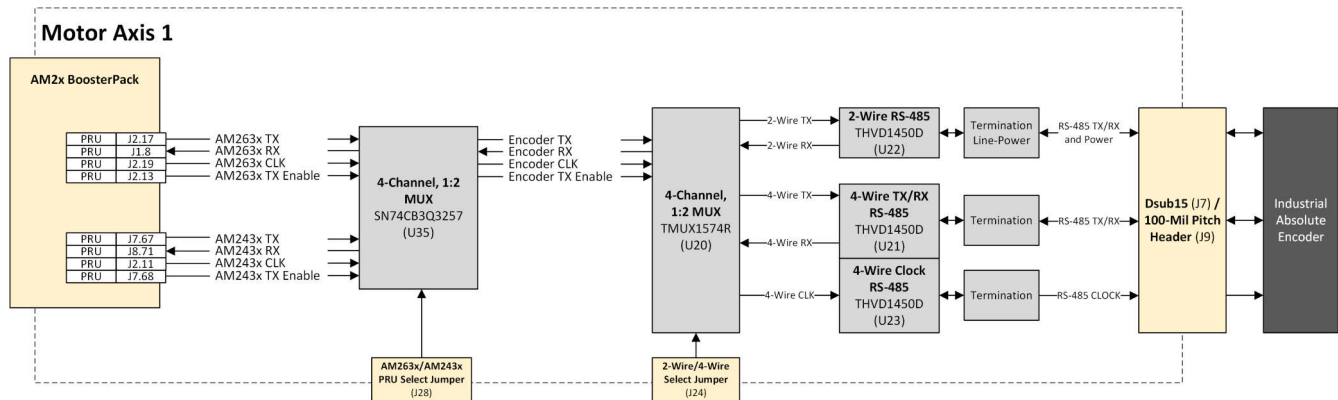 Motor Axis 1
AM2x BoosterPack
PRU J2.17
PRU J1.8
PRU J2.19
PRU J2.13
AM263x TX
AM263x RX
AM263x CLK
AM263x TX Enable
PRU J7.67
PRU J8.71
PRU J2.11
PRU J7.68
AM243x TX
AM243x RX
AM243x CLK
AM243x TX Enable
4-Channel,
1:2 MUX
SN74CB3Q3257
(U35)
AM263x/AM243x
PRU Select Jumper
(J28)
Encoder TX
Encoder RX
Encoder CLK
Encoder TX Enable
4-Channel,
1:2 MUX
TMUX1574R
(U20)
2-Wire/4-Wire
Select Jumper
(J24)
2-Wire TX
2-Wire RX
4-Wire TX
4-Wire RX
4-Wire CLK
2-Wire RS-485
THVD1450D
(U22)
4-Wire TX/RX
RS-485
THVD1450D
(U21)
4-Wire Clock
RS-485
THVD1450D
(U23)
Termination
Line-Power
Termination
Termination
RS-485 TX/RX
and Power
RS-485 TX/RX
RS-485 CLOCK
Dsub15 (J7) /
100-Mil Pitch
Header (J9)
Industrial
Absolute
Encoder